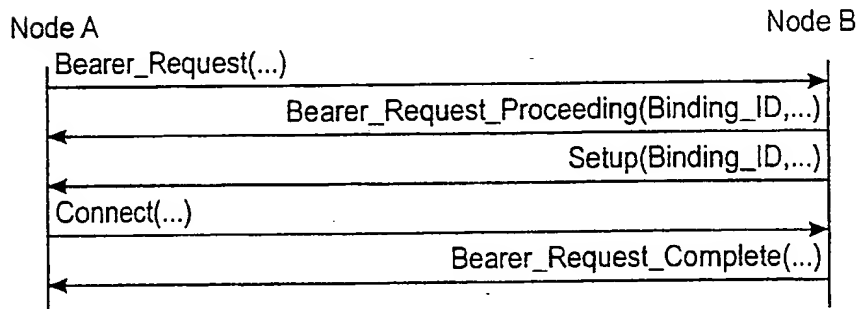 Node A
Node B
Bearer_Request(...)
Bearer_Request_Proceeding(Binding_ID,...)
Setup(Binding_ID,...)
Connect(...)
Bearer_Request_Complete(...)